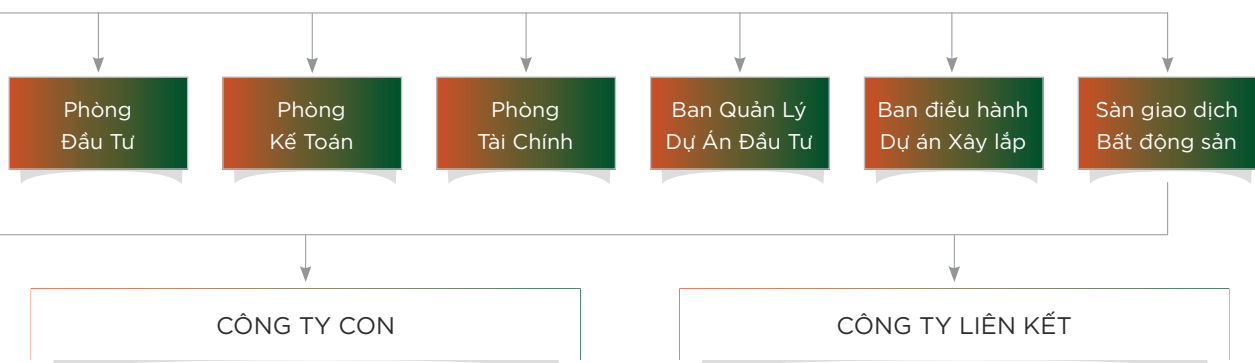 Phòng
Đầu Tư
Phòng
Kế Toán
Phòng
Tài Chính
Ban Quản Lý
Dự Án Đầu Tư
Ban điều hành
Dự án Xây lắp
Sàn giao dịch
Bất động sản
CÔNG TY CON
CÔNG TY LIÊN KẾT